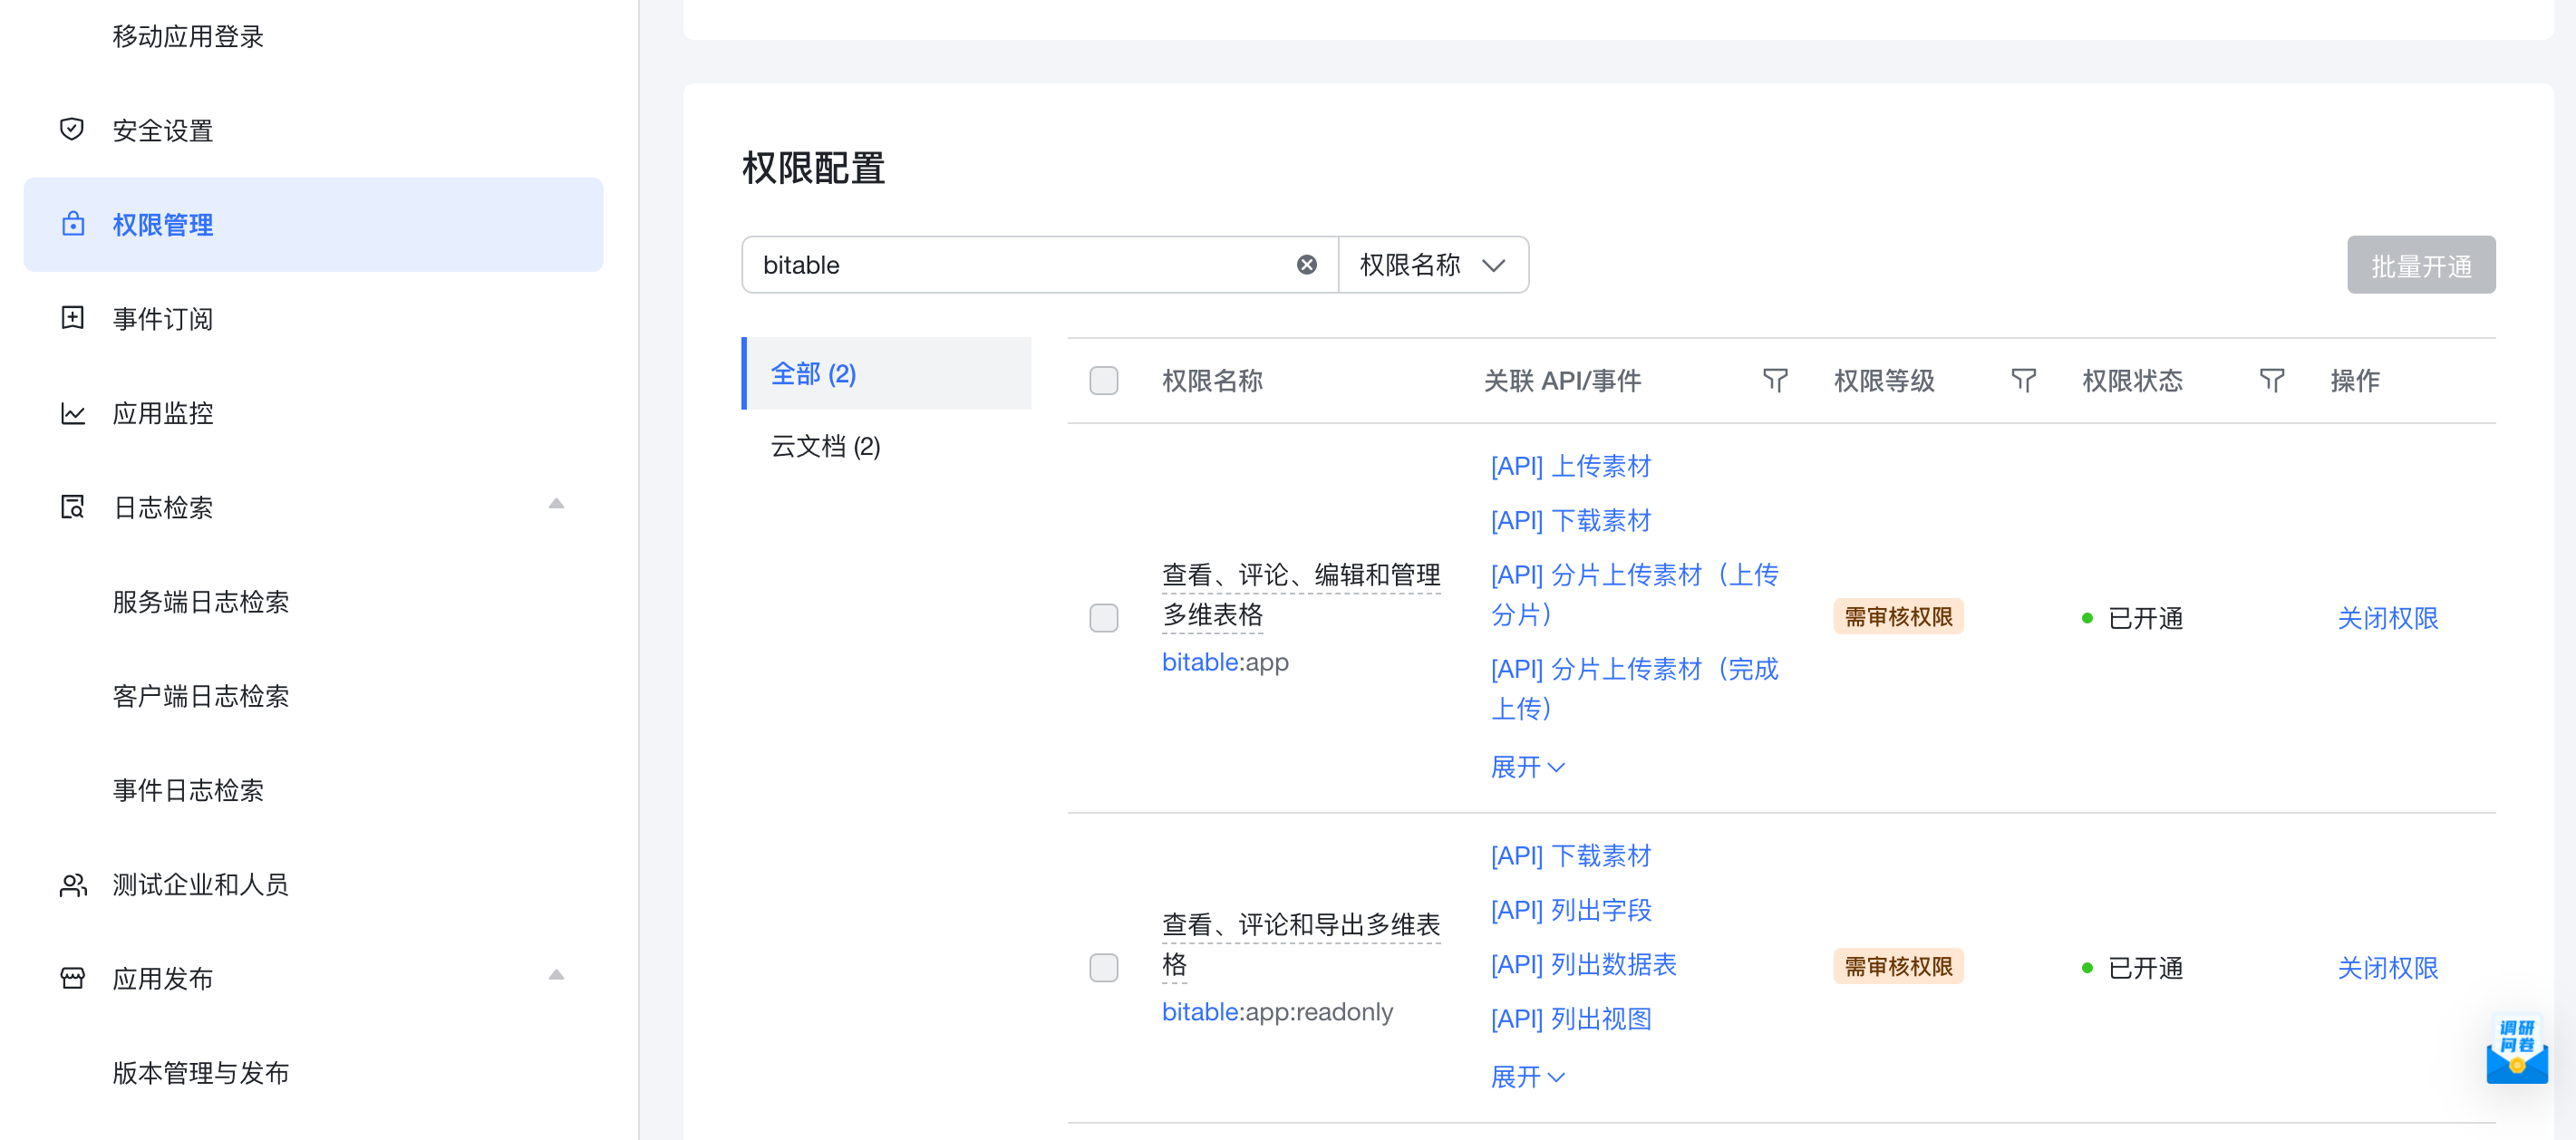 移动应用登录
安全设置
权限管理
事件订阅
应用监控
日志检索
服务端日志检索
客户端日志检索
事件日志检索
测试企业和人员
应用发布
版本管理与发布
权限配置
bitable
权限名称
批量开通
全部 (2)
云文档 (2)
权限名称
关联 API/事件
权限等级
权限状态
操作
查看、评论、编辑和管理
多维表格
bitable:app
[API] 上传素材
[API] 下载素材
[API] 分片上传素材（上传
分片）
[API] 分片上传素材（完成
上传）
展开
需审核权限
已开通
关闭权限
查看、评论和导出多维表
格
bitable:app:readonly
[API] 下载素材
[API] 列出字段
[API] 列出数据表
[API] 列出视图
展开
需审核权限
已开通
关闭权限
调研
问卷